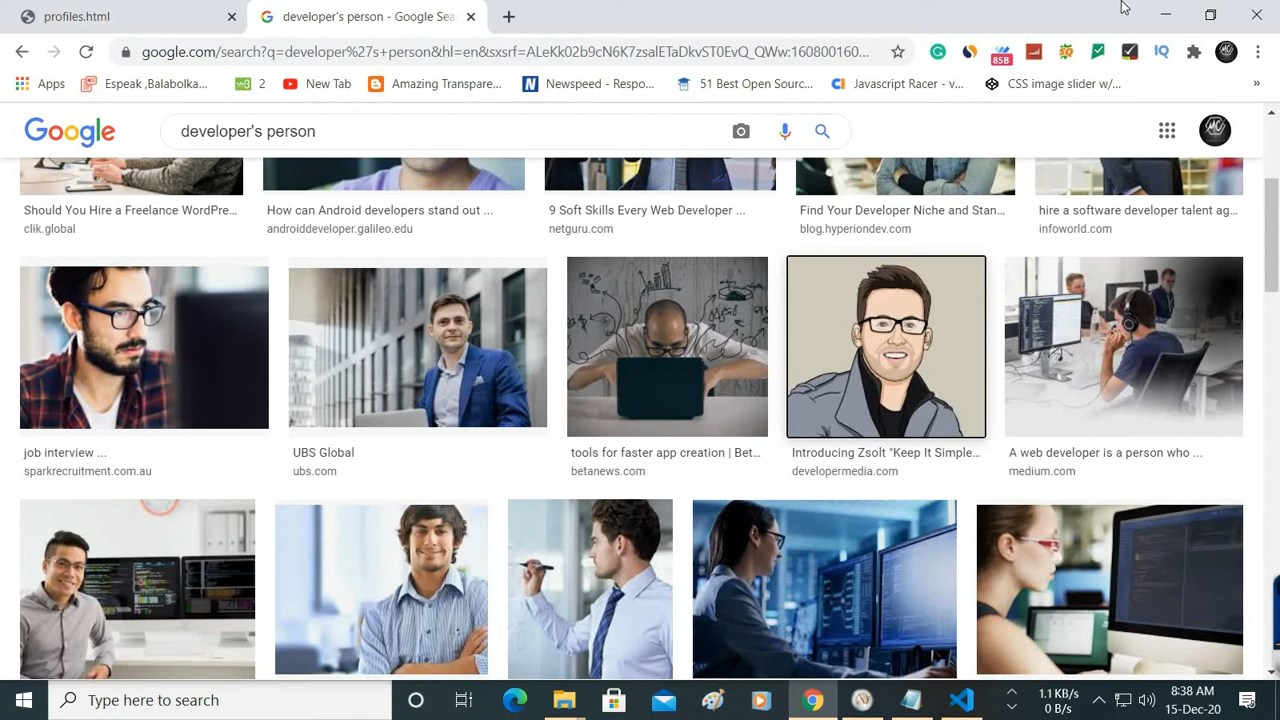 profiles.html
developer's person - Google Sea
google.com/search?q=developer%27s+person&hl=en&sxsrf=ALeKk02b9cN6K7zsalETaDkvST0EvQ_QWw:160800160...
85B
IQ
Apps
Espeak ,Balabolka...
2
New Tab
Amazing Transpare...
Newspeed - Respo...
51 Best Open Sourc...
Javascript Racer - v...
CSS image slider w/...
»
Google
developer's person
MC
Should You Hire a Freelance WordPre...
How can Android developers stand out ...
9 Soft Skills Every Web Developer ...
Find Your Developer Niche and Stan...
hire a software developer talent ag...
clik.global
androiddeveloper.galileo.edu
netguru.com
blog.hyperiondev.com
infoworld.com
job interview ...
UBS Global
tools for faster app creation | Bet...
Introducing Zsolt "Keep It Simple...
A web developer is a person who ...
sparkrecruitment.com.au
ubs.com
betanews.com
developermedia.com
medium.com
Type here to search
1.1 KB/s
0 B/s
8:38 AM
15-Dec-20